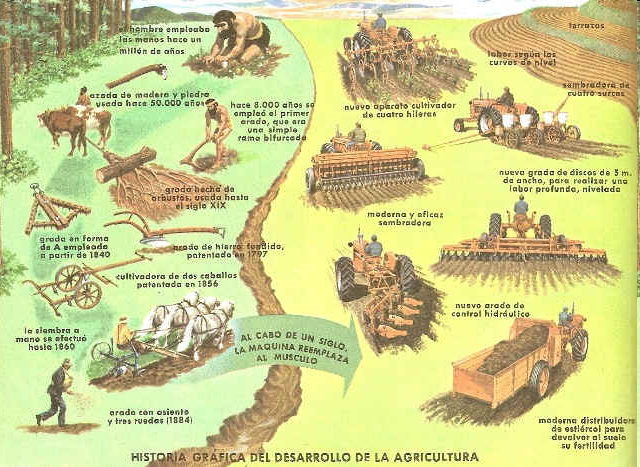 el hombre empleaba
las manos hace un
millón de años
azada de madera y piedra
usada hace 50.000 años
hace 8.000 años se
empleó el primer
arado, que era
una simple
rama bifurcada
grada hecha de
arbustos, usada hasta
el siglo XIX
grada en forma
de A empleada
a partir de 1840
arado de hierro fundido,
patentado en 1797
cultivadora de dos caballos
patentada en 1856
la siembra a
mano se efectuó
hasta 1860
arado con asiento
y tres ruedas (1884)
AL CABO DE UN SIGLO,
LA MAQUINA REEMPLAZA
AL MUSCULO
terrazas
labor según las
curvas de nivel
sembradora de
cuatro surcos
nuevo aparato cultivador
de cuatro hileras
nueva grada de discos de 5 m.
de ancho, para realizar una
labor profunda, nivelada
moderna y eficaz
sembradora
nuevo arado de
control hidráulico
moderna distribuidora
de estiércol para
devolver al suelo
su fertilidad
HISTORIA GRAFICA DEL DESARROLLO DE LA AGRICULTURA